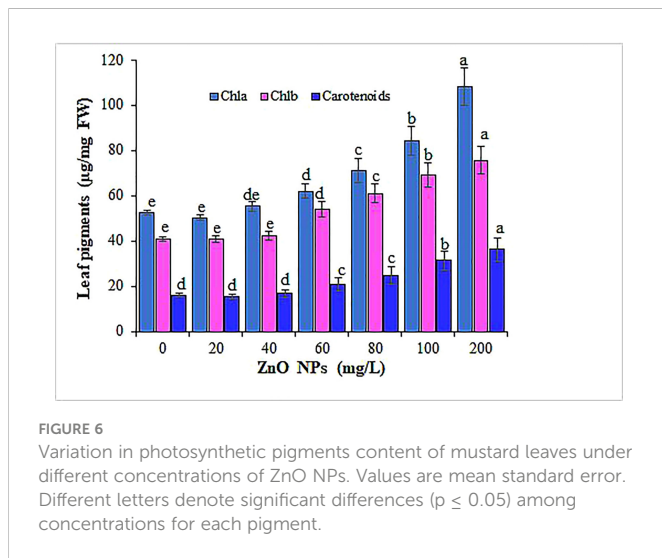 120
100
80
60
40
20
0
Leaf pigments (µg/mg FW)
Chla Chlb Carotenoids
e e d
e e d
de e d
d d c
c c c
b b b
a a a
0 20 40 60 80 100 200
ZnO NPs (mg/L)
FIGURE 6
Variation in photosynthetic pigments content of mustard leaves under
different concentrations of ZnO NPs. Values are mean standard error.
Different letters denote significant differences (p ≤ 0.05) among
concentrations for each pigment.